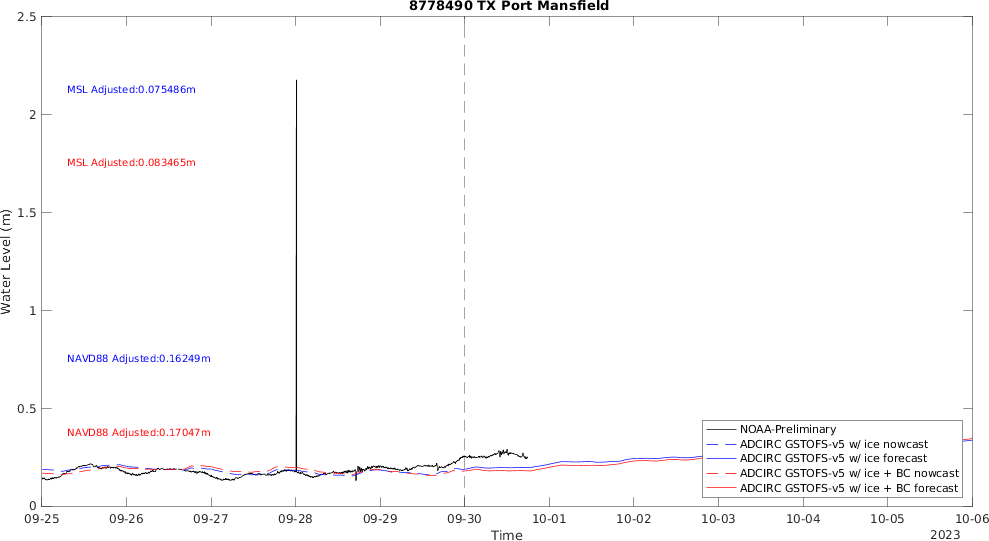 8778490 TX Port Mansfield
2.5
2
1.5
1
0.5
0
Water Level (m)
MSL Adjusted:0.075486m
MSL Adjusted:0.083465m
NAVD88 Adjusted:0.16249m
NAVD88 Adjusted:0.17047m
NOAA-Preliminary
ADCIRC GSTOFS-v5 w/ ice nowcast
ADCIRC GSTOFS-v5 w/ ice forecast
ADCIRC GSTOFS-v5 w/ ice + BC nowcast
ADCIRC GSTOFS-v5 w/ ice + BC forecast
09-25 09-26 09-27 09-28 09-29 09-30 10-01 10-02 10-03 10-04 10-05 10-06
Time
2023